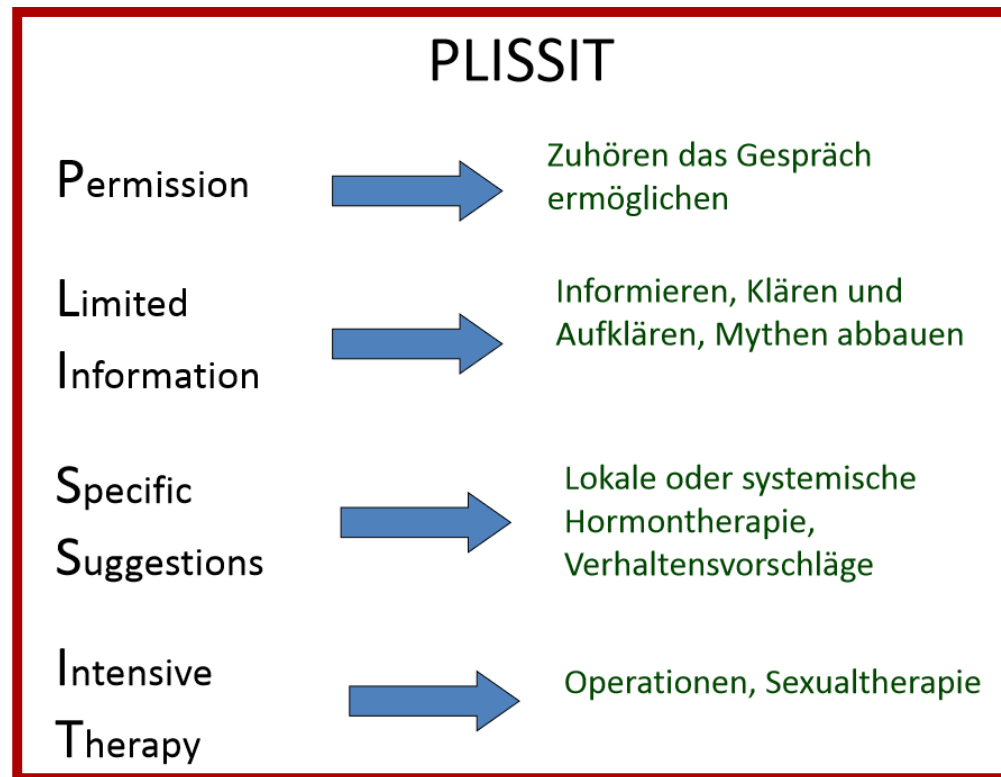 PLISSIT
Permission
Zuhören das Gespräch
ermöglichen
Limited
Information
Informieren, Klären und
Aufklären, Mythen abbauen
Specific
Suggestions
Lokale oder systemische
Hormontherapie,
Verhaltensvorschläge
Intensive
Therapy
Operationen, Sexualtherapie